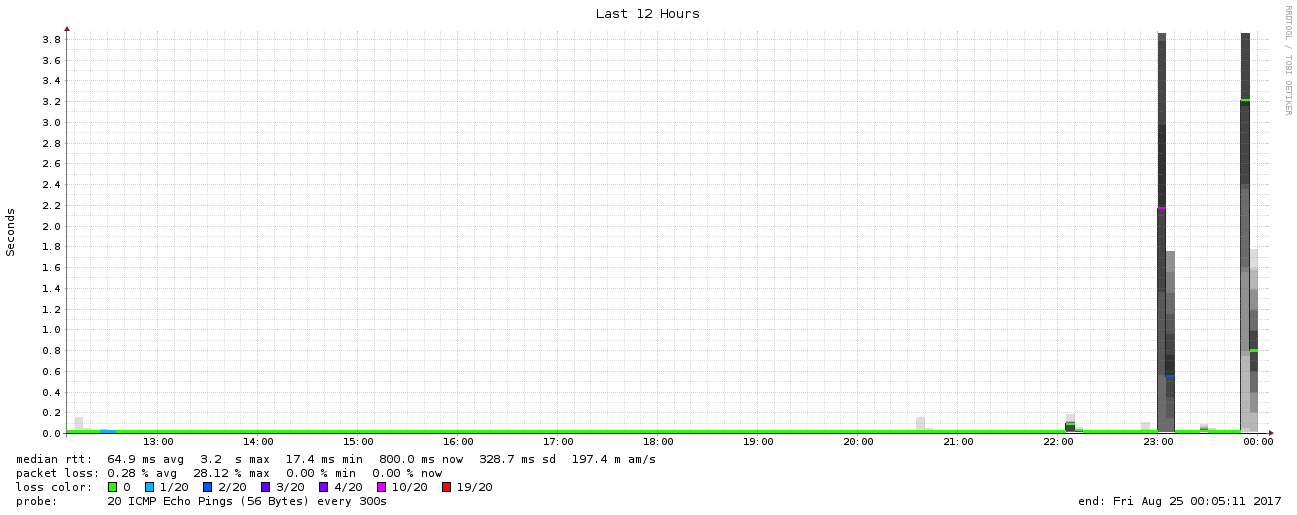 Last 12 Hours
RRDTOOL / TOBI OETIKER
Seconds
3.8
3.6
3.4
3.2
3.0
2.8
2.6
2.4
2.2
2.0
1.8
1.6
1.4
1.2
1.0
0.8
0.6
0.4
0.2
0.0
13:00 14:00 15:00 16:00 17:00 18:00 19:00 20:00 21:00 22:00 23:00 00:00
median rtt: 64.9 ms avg 3.2 s max 17.4 ms min 800.0 ms now 328.7 ms sd 197.4 m am/s
packet loss: 0.28 % avg 28.12 % max 0.00 % min 0.00 % now
loss color: 0 1/20 2/20 3/20 4/20 10/20 19/20
probe: 20 ICMP Echo Pings (56 Bytes) every 300s end: Fri Aug 25 00:05:11 2017